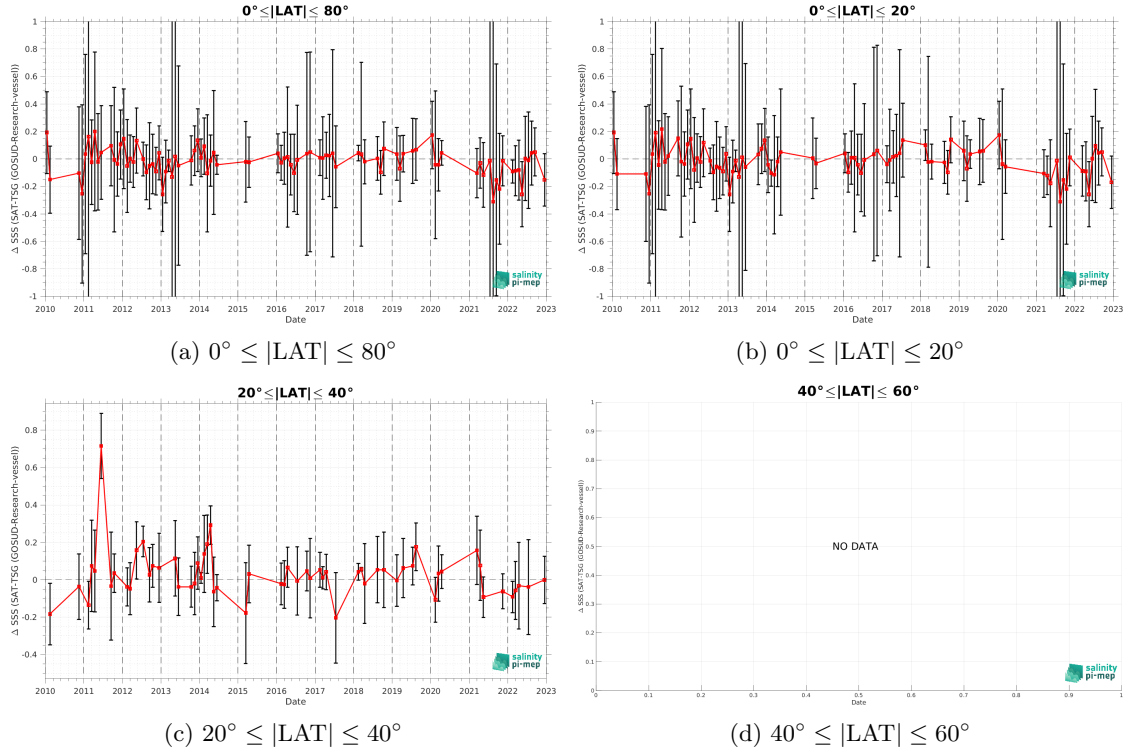 0°≤|LAT|≤ 80°
Δ SSS (SAT-TSG (GOSUD-Research-vessel))
1
0.8
0.6
0.4
0.2
0
-0.2
-0.4
-0.6
-0.8
-1
2010 2011 2012 2013 2014 2015 2016 2017 2018 2019 2020 2021 2022 2023
Date
salinity
pi-mep
(a) 0° ≤ |LAT| ≤ 80°
0°≤|LAT|≤ 20°
Δ SSS (SAT-TSG (GOSUD-Research-vessel))
1
0.8
0.6
0.4
0.2
0
-0.2
-0.4
-0.6
-0.8
-1
2010 2011 2012 2013 2014 2015 2016 2017 2018 2019 2020 2021 2022 2023
Date
salinity
pi-mep
(b) 0° ≤ |LAT| ≤ 20°
20°≤|LAT|≤ 40°
Δ SSS (SAT-TSG (GOSUD-Research-vessel))
0.8
0.6
0.4
0.2
0
-0.2
-0.4
2010 2011 2012 2013 2014 2015 2016 2017 2018 2019 2020 2021 2022 2023
Date
salinity
pi-mep
(c) 20° ≤ |LAT| ≤ 40°
40°≤|LAT|≤ 60°
Δ SSS (SAT-TSG (GOSUD-Research-vessel))
1
0.9
0.8
0.7
0.6
0.5
0.4
0.3
0.2
0.1
0
NO DATA
0 0.1 0.2 0.3 0.4 0.5 0.6 0.7 0.8 0.9 1
Date
salinity
pi-mep
(d) 40° ≤ |LAT| ≤ 60°